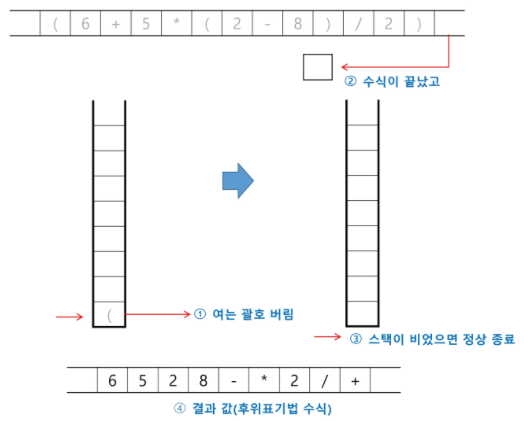 ( 6 + 5 * ( 2 - 8 ) / 2 )
② 수식이 끝났고
( ① 여는 괄호 버림
③ 스택이 비었으면 정상 종료
6 5 2 8 - * 2 / +
④ 결과 값(후위표기법 수식)